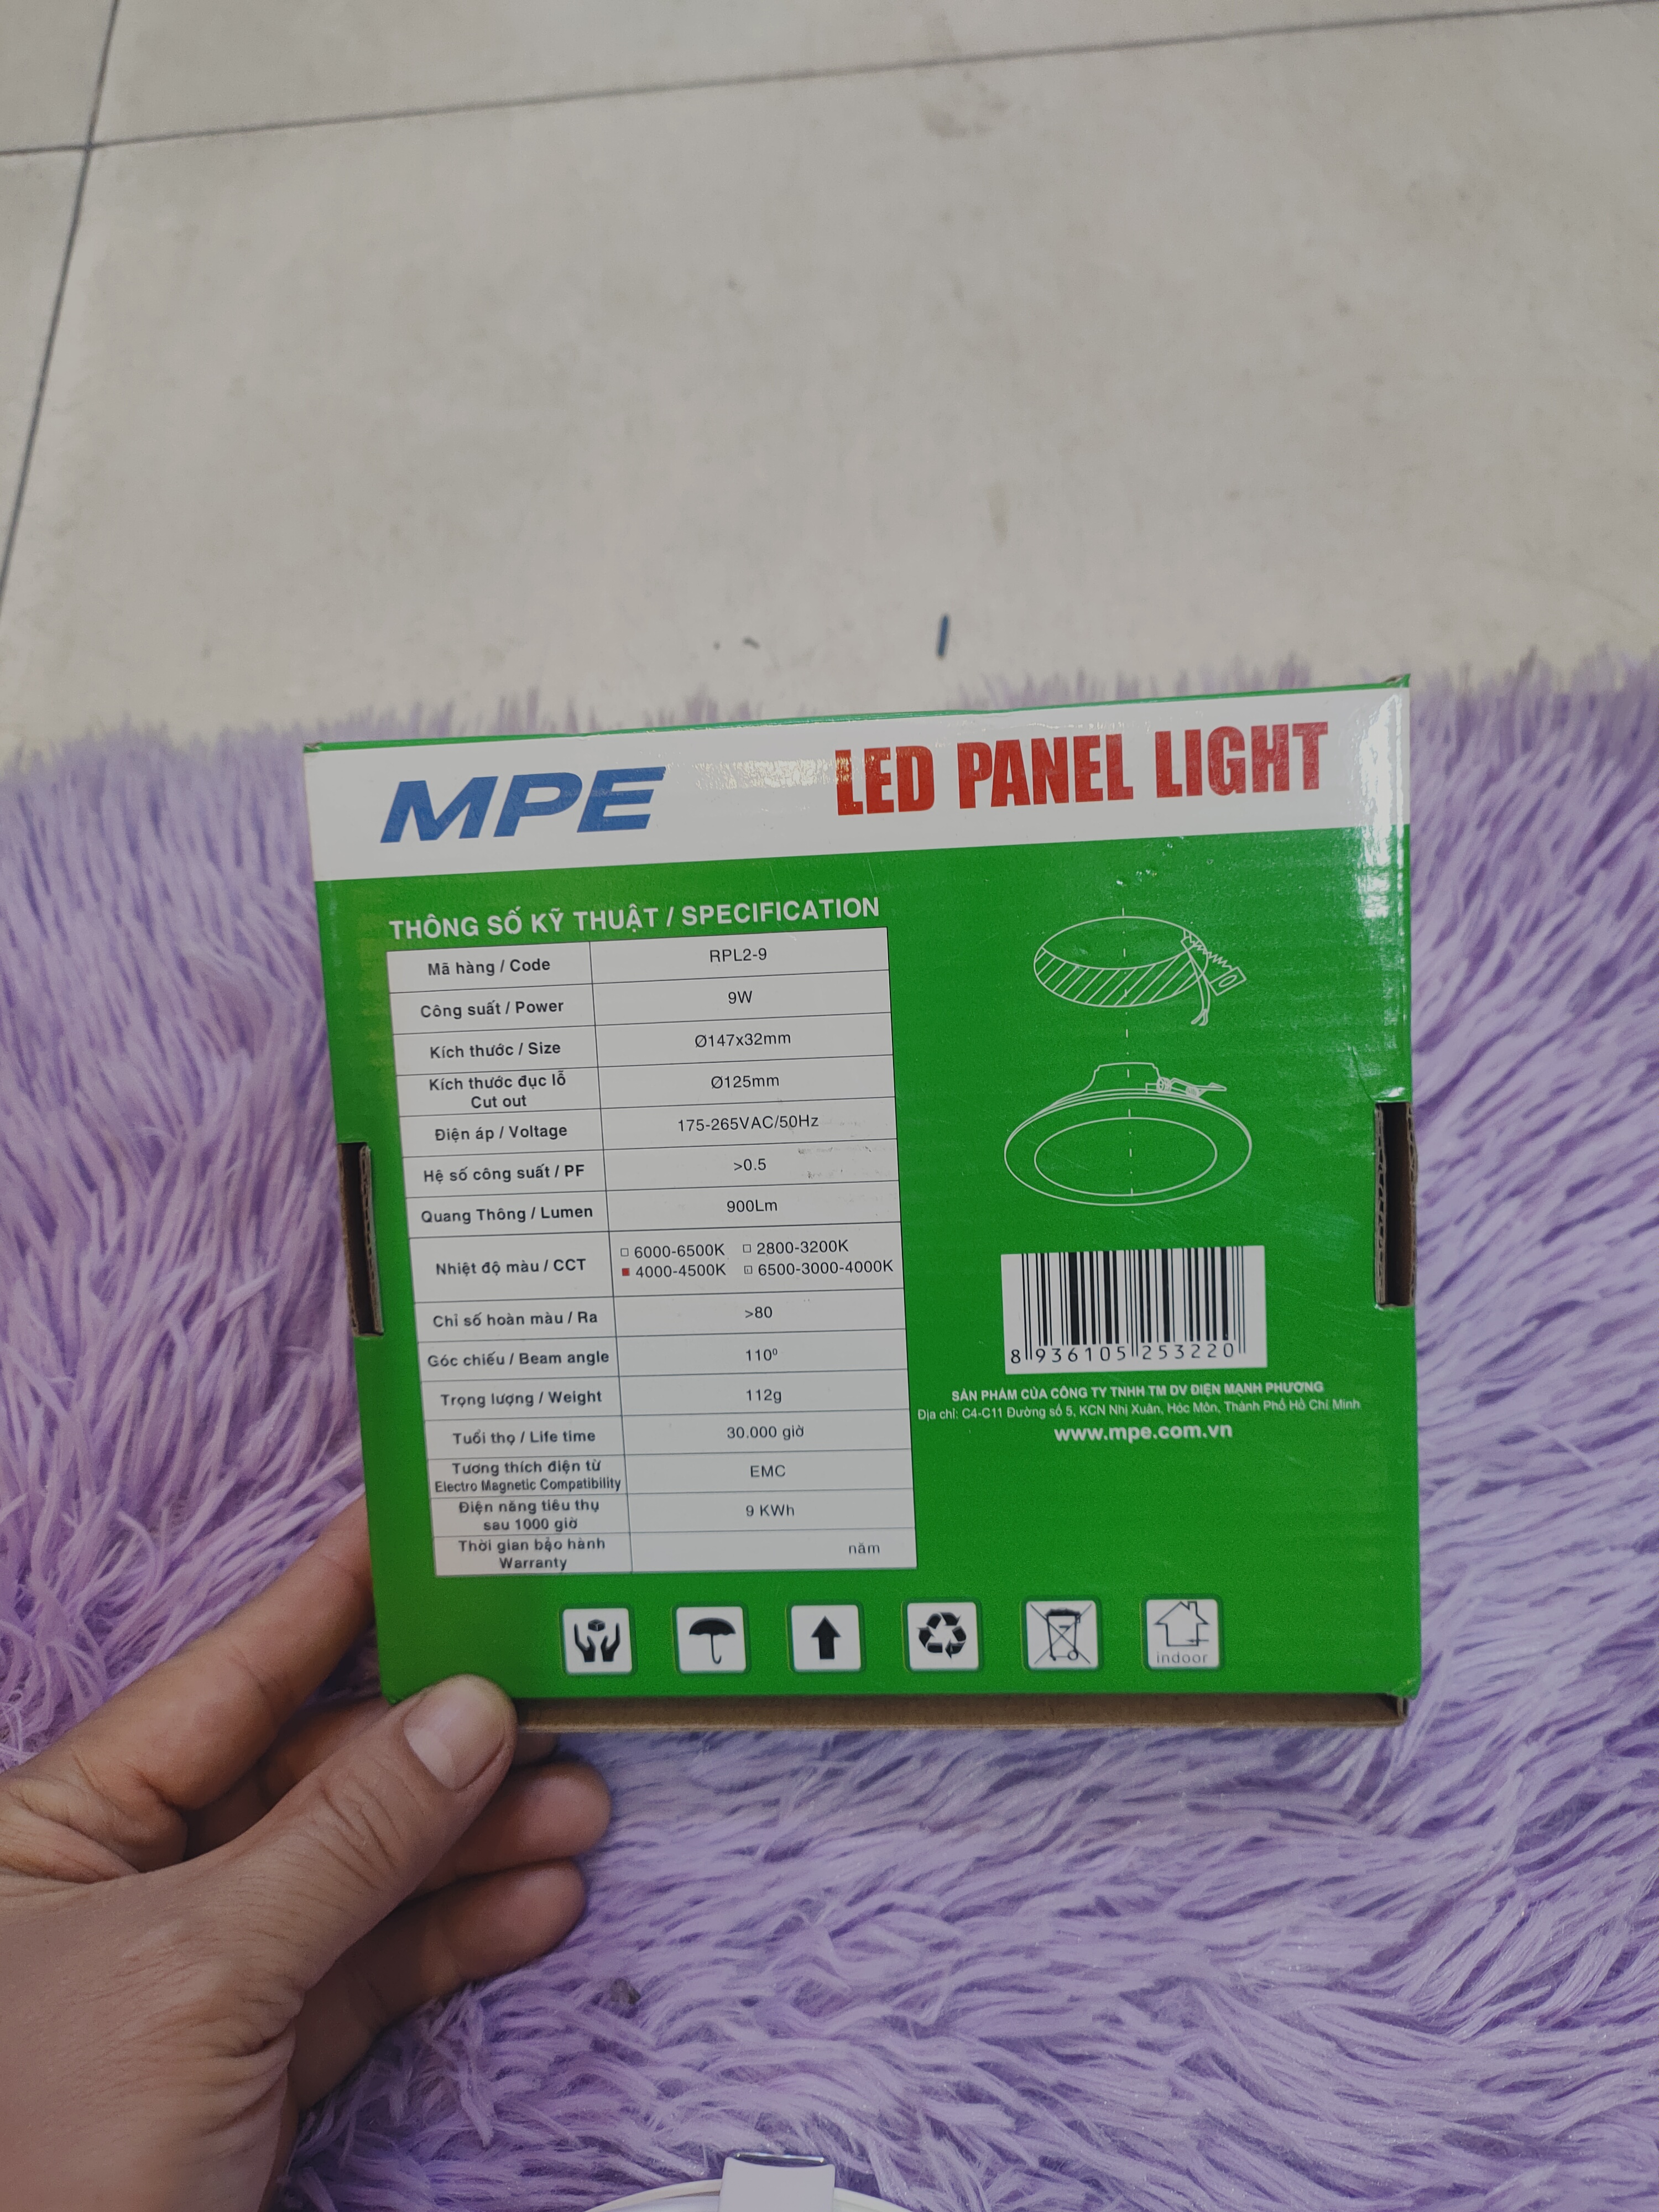 MPE LED PANEL LIGHT
THÔNG SỐ KỸ THUẬT / SPECIFICATION
Mã hàng / Code RPL2-9
Công suất / Power 9W
Kích thước / Size Ø147x32mm
Kích thước đục lỗ
Cut out Ø125mm
Điện áp / Voltage 175-265VAC/50Hz
Hệ số công suất / PF >0.5
Quang Thông / Lumen 900Lm
Nhiệt độ màu / CCT
□ 6000-6500K □ 2800-3200K
■ 4000-4500K ⊡ 6500-3000-4000K
Chỉ số hoàn màu / Ra >80
Góc chiếu / Beam angle 110⁰
Trọng lượng / Weight 112g
Tuổi thọ / Life time 30.000 giờ
Tương thích điện từ
Electro Magnetic Compatibility EMC
Điện năng tiêu thụ
sau 1000 giờ 9 KWh
Thời gian bảo hành
Warranty năm
8 936105 253220
SẢN PHẨM CỦA CÔNG TY TNHH TM DV ĐIỆN MẠNH PHƯƠNG
Địa chỉ: C4-C11 Đường số 5, KCN Nhị Xuân, Hóc Môn, Thành Phố Hồ Chí Minh
www.mpe.com.vn
indoor